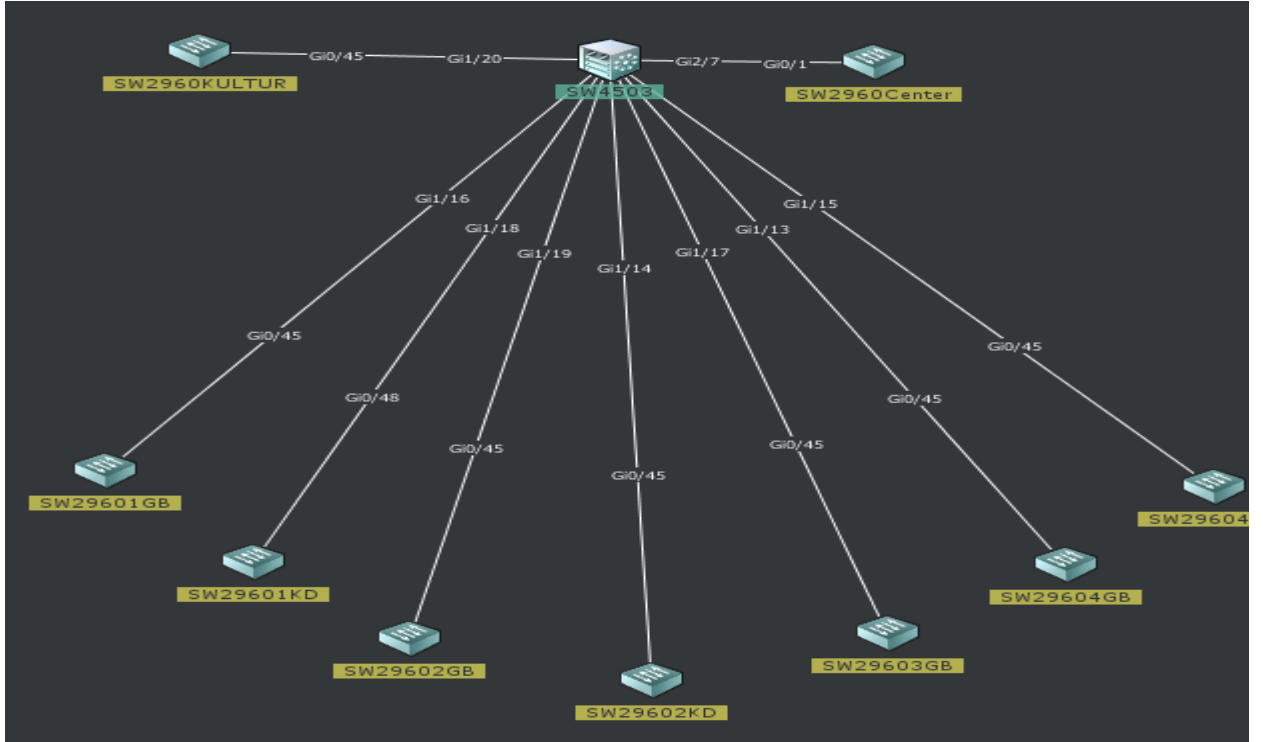 Gi0/45
Gi1/20
Gi2/7
Gi0/1
SW2960KULTUR
SW4503
SW2960Center
Gi1/16
Gi1/15
Gi1/18
Gi1/13
Gi1/19
Gi1/17
Gi1/14
Gi0/45
Gi0/45
Gi0/48
Gi0/45
Gi0/45
Gi0/45
Gi0/45
SW29601GB
SW29604
SW29601KD
SW29604GB
SW29602GB
SW29603GB
SW29602KD